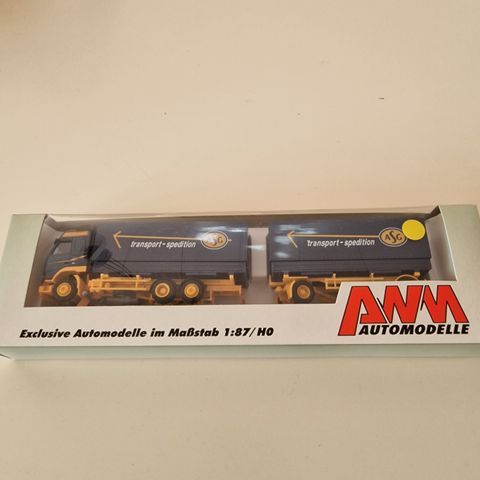 transport-spedition ASG
transport-spedition ASG
AWM
AUTOMODELLE
Exclusive Automodelle im Maßstab 1:87/H0